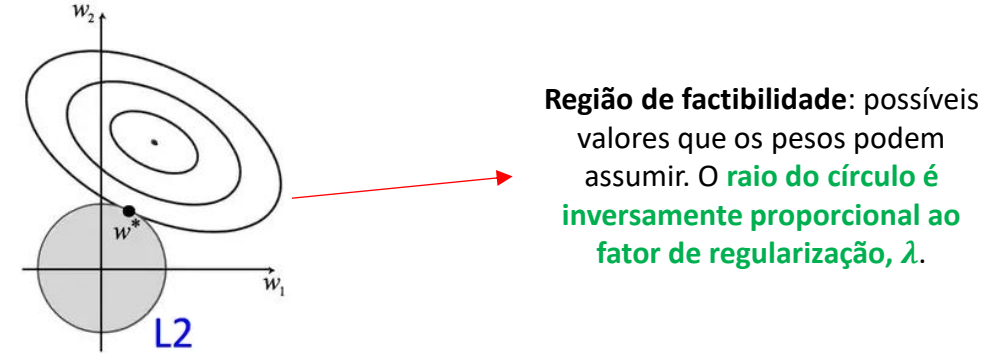 w₂
w*
w₁
L2
Região de factibilidade: possíveis
valores que os pesos podem
assumir. O raio do círculo é
inversamente proporcional ao
fator de regularização, λ.